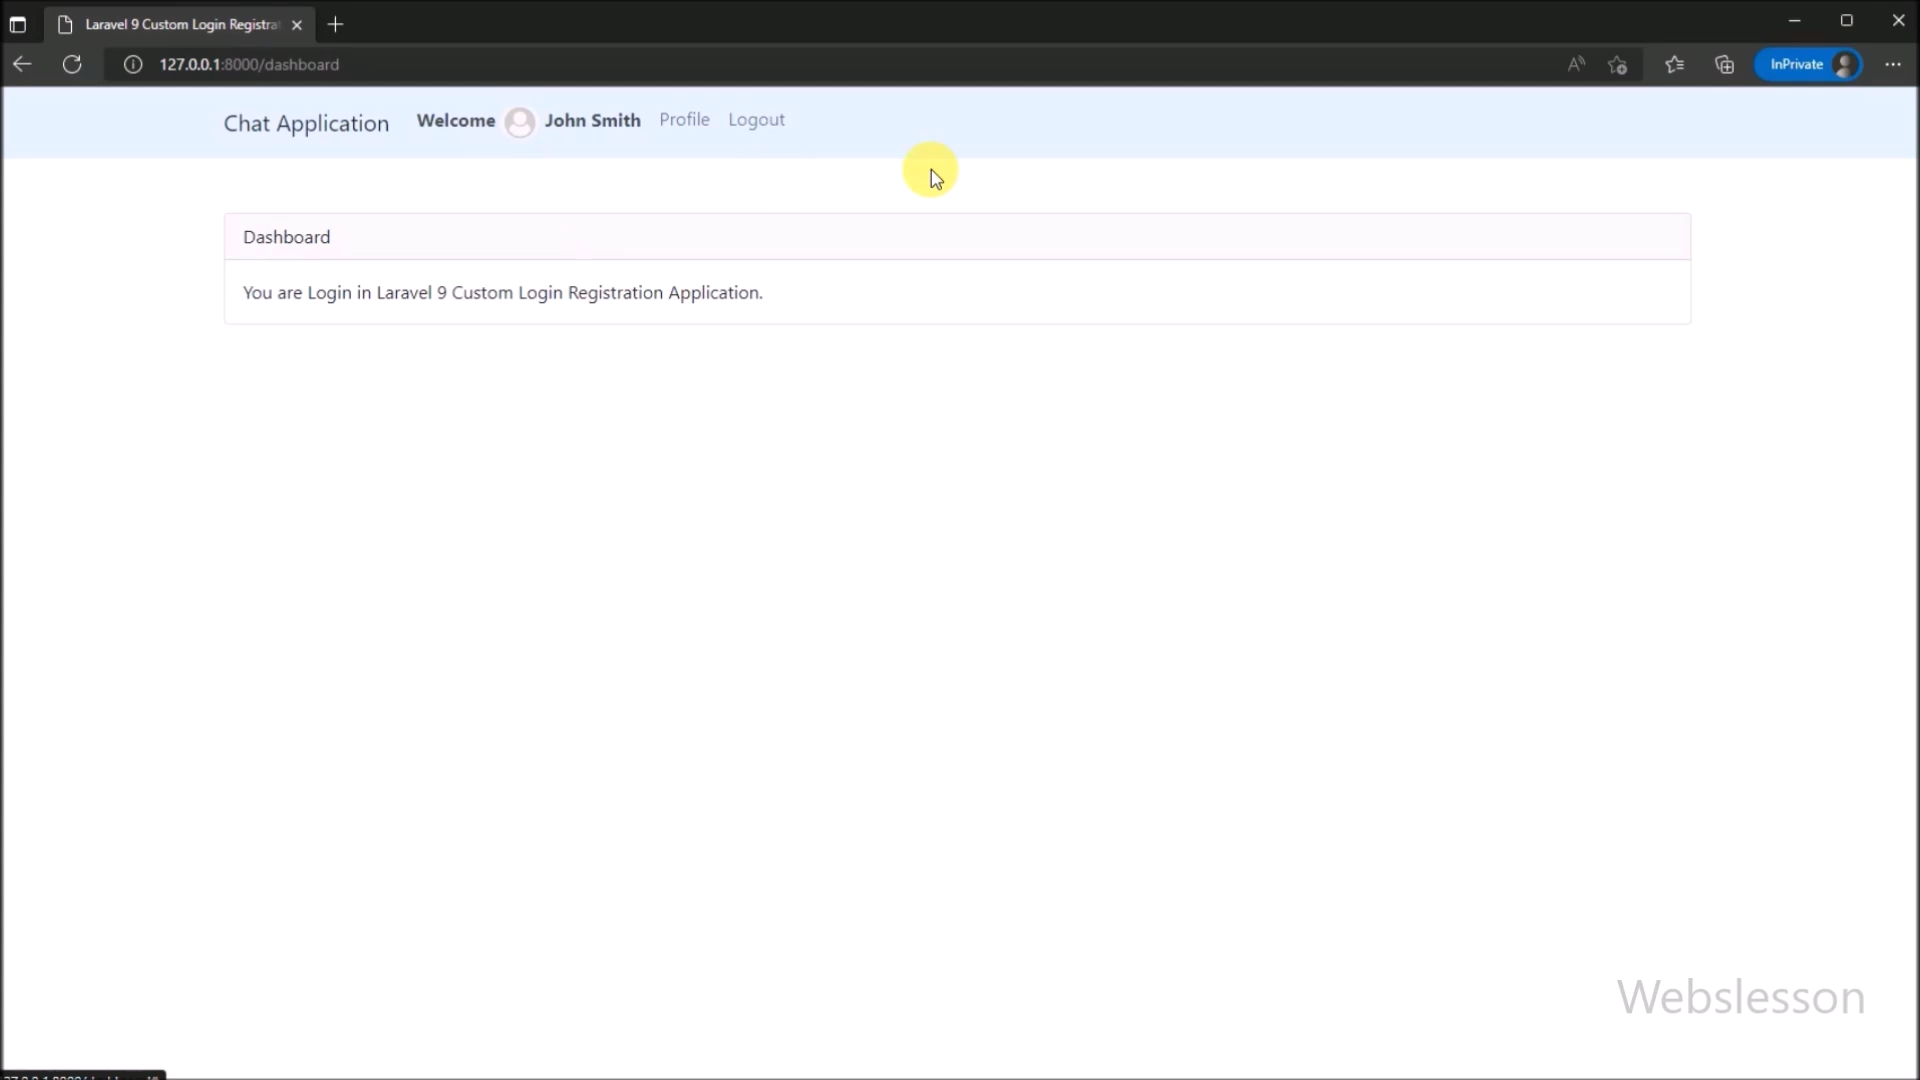 Laravel 9 Custom Login Registra
127.0.0.1:8000/dashboard
InPrivate
Chat Application Welcome John Smith Profile Logout
Dashboard
You are Login in Laravel 9 Custom Login Registration Application.
Webslesson